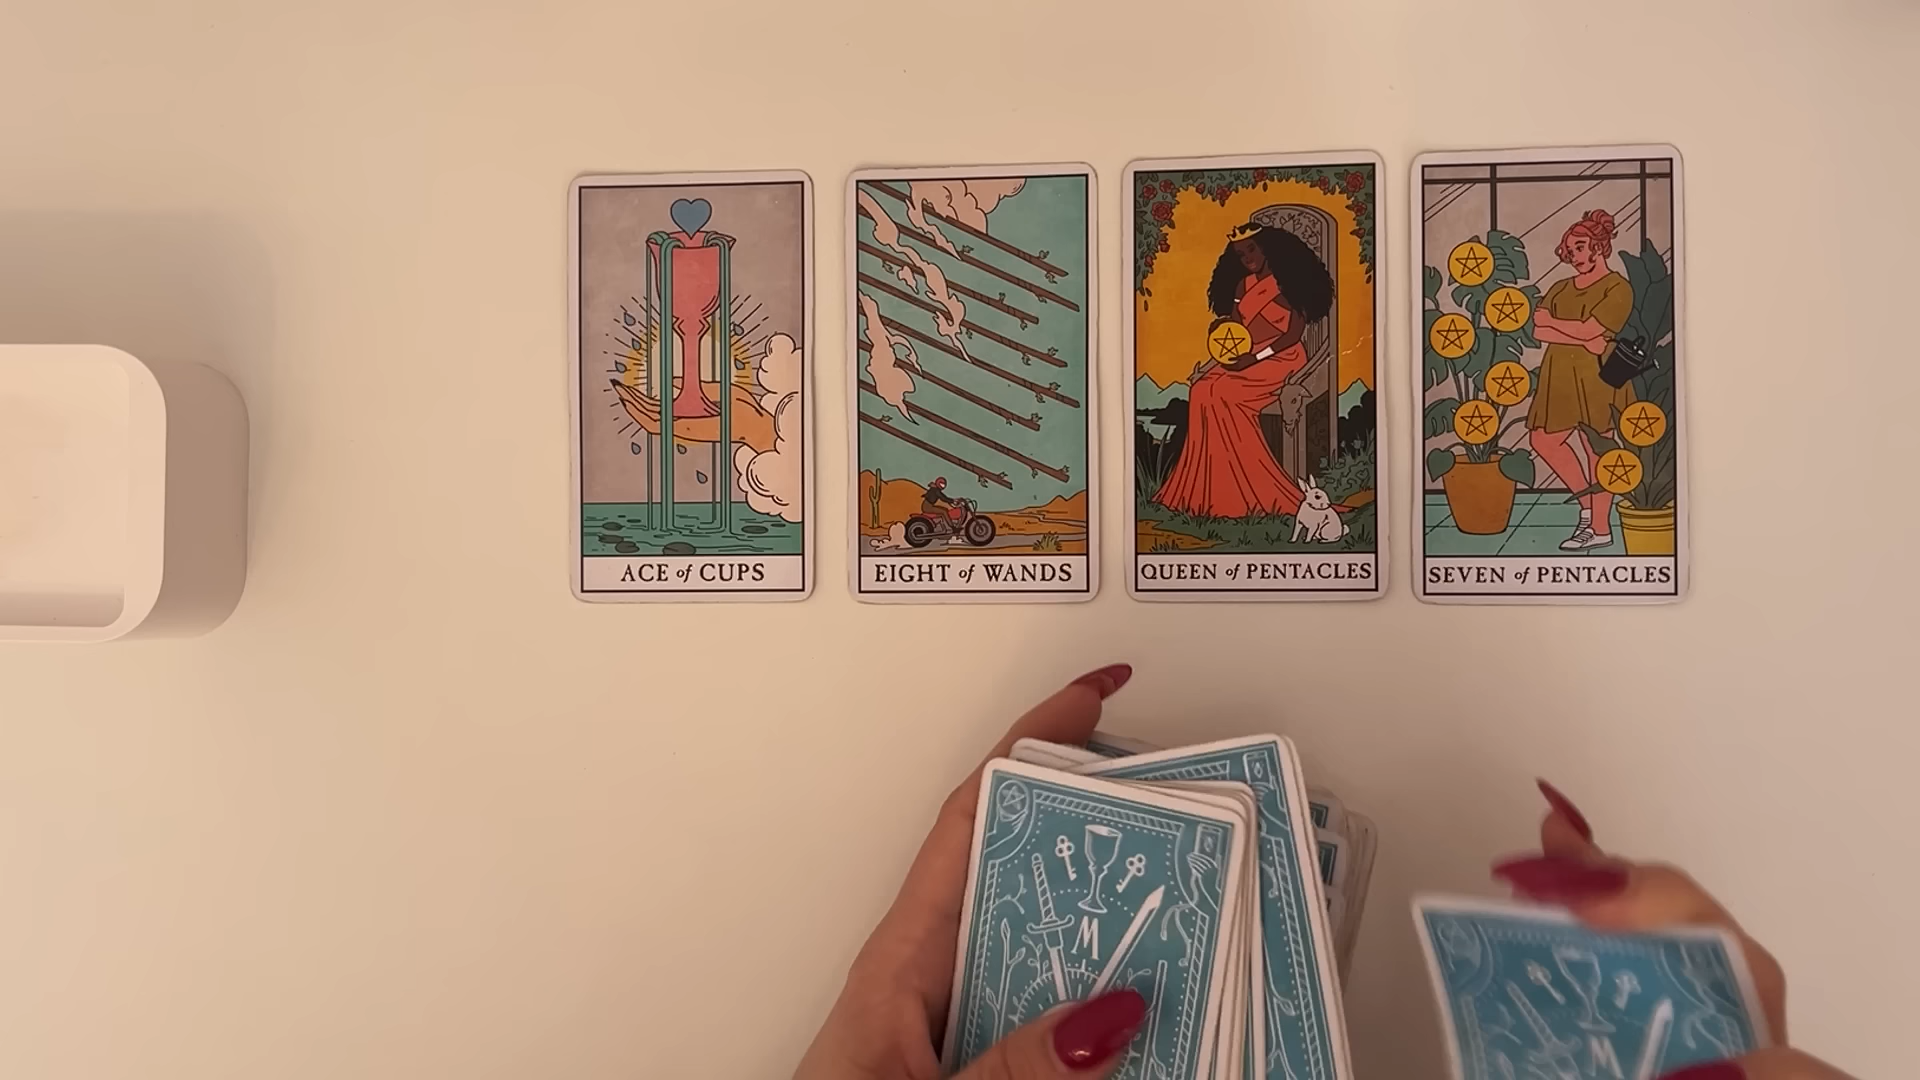 ACE of CUPS
EIGHT of WANDS
QUEEN of PENTACLES
SEVEN of PENTACLES
M
M